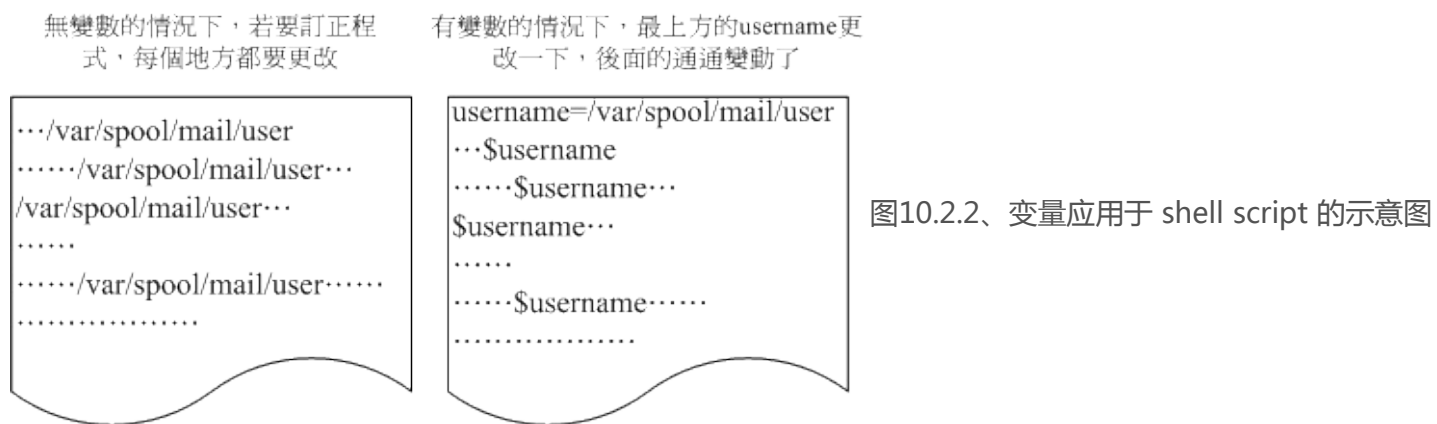 無變數的情況下，若要訂正程
式，每個地方都要更改
…/var/spool/mail/user
……/var/spool/mail/user…
/var/spool/mail/user…
……
……/var/spool/mail/user……
………………
有變數的情況下，最上方的username更
改一下，後面的通通變動了
username=/var/spool/mail/user
…$username
……$username…
$username…
……
……$username……
………………
图10.2.2、变量应用于 shell script 的示意图